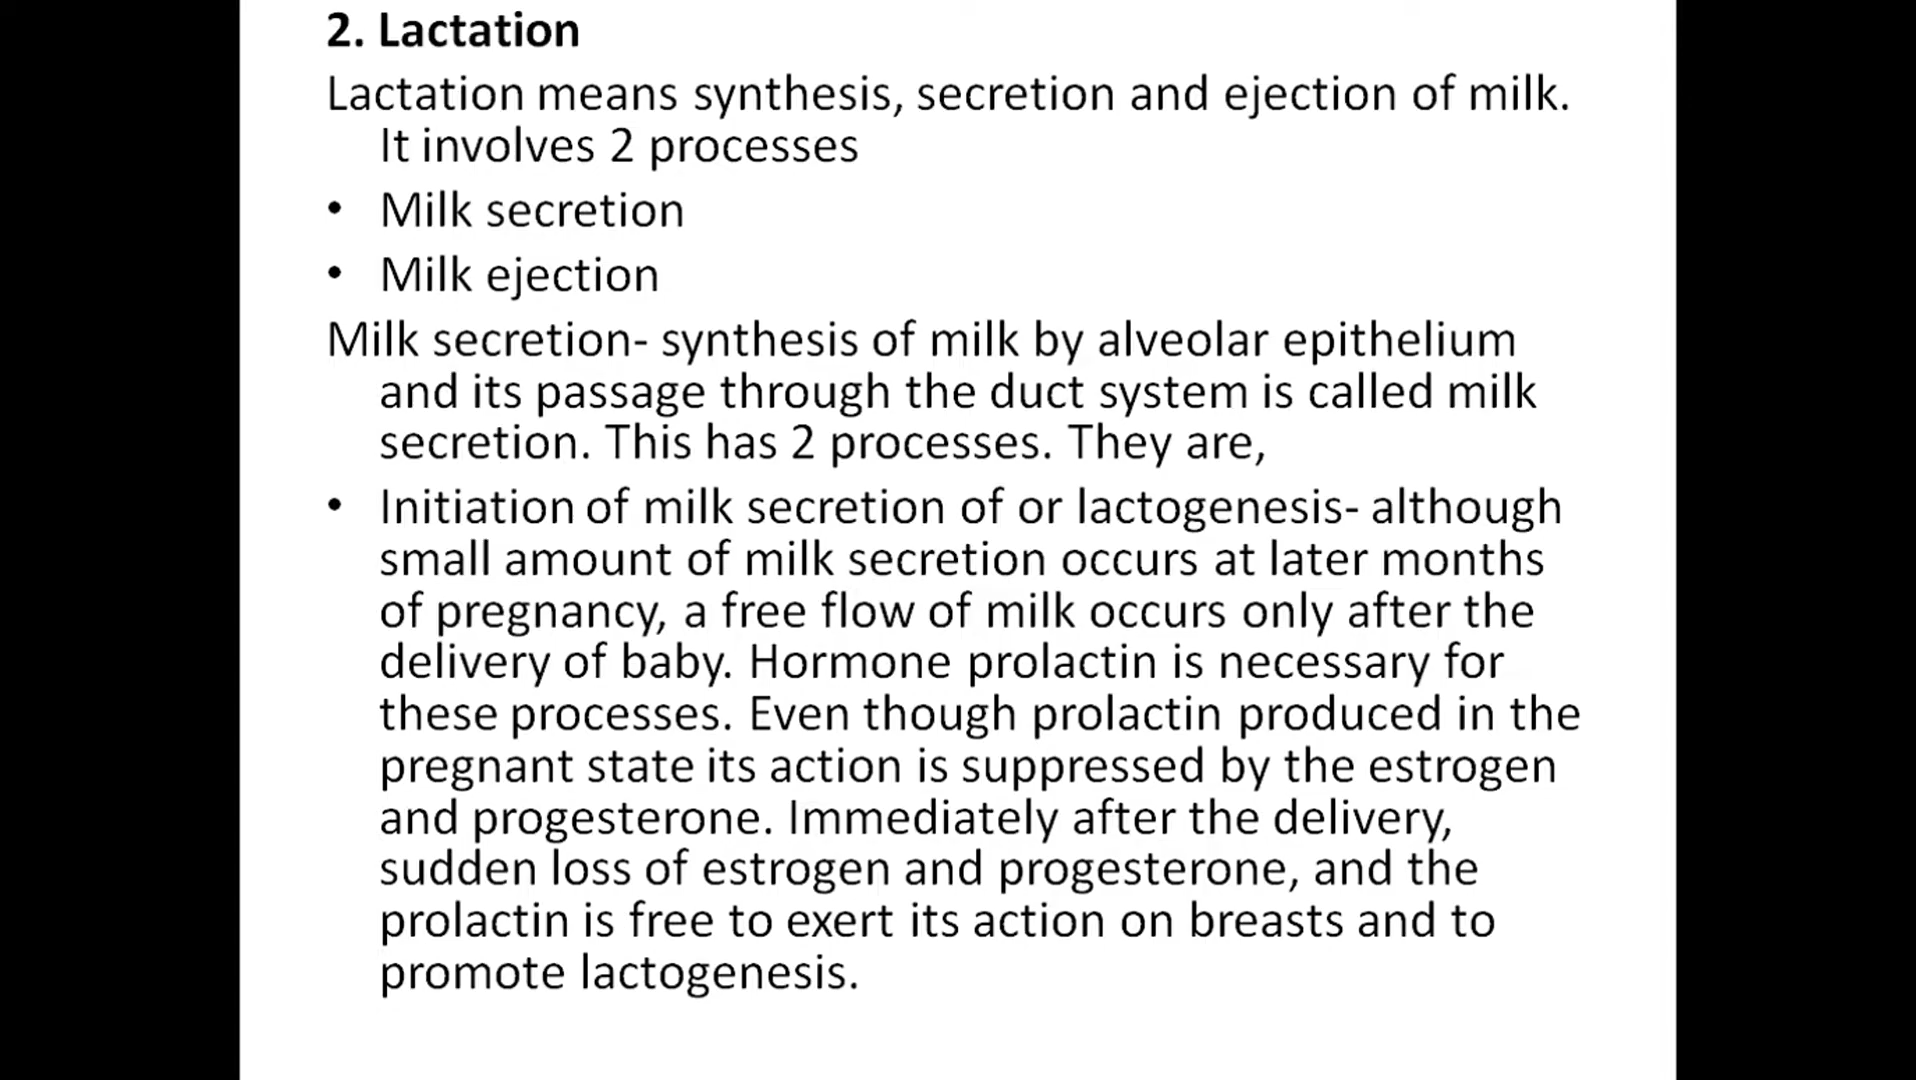 2. Lactation
Lactation means synthesis, secretion and ejection of milk.
It involves 2 processes
• Milk secretion
• Milk ejection
Milk secretion- synthesis of milk by alveolar epithelium
and its passage through the duct system is called milk
secretion. This has 2 processes. They are,
• Initiation of milk secretion of or lactogenesis- although
small amount of milk secretion occurs at later months
of pregnancy, a free flow of milk occurs only after the
delivery of baby. Hormone prolactin is necessary for
these processes. Even though prolactin produced in the
pregnant state its action is suppressed by the estrogen
and progesterone. Immediately after the delivery,
sudden loss of estrogen and progesterone, and the
prolactin is free to exert its action on breasts and to
promote lactogenesis.